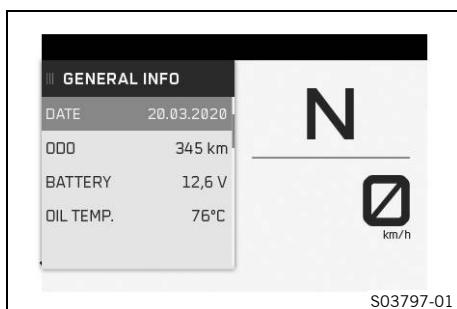 GENERAL INFO
DATE 20.03.2020
ODO 345 km
BATTERY 12,6 V
OIL TEMP. 76°C
N
0
km/h
S03797-01